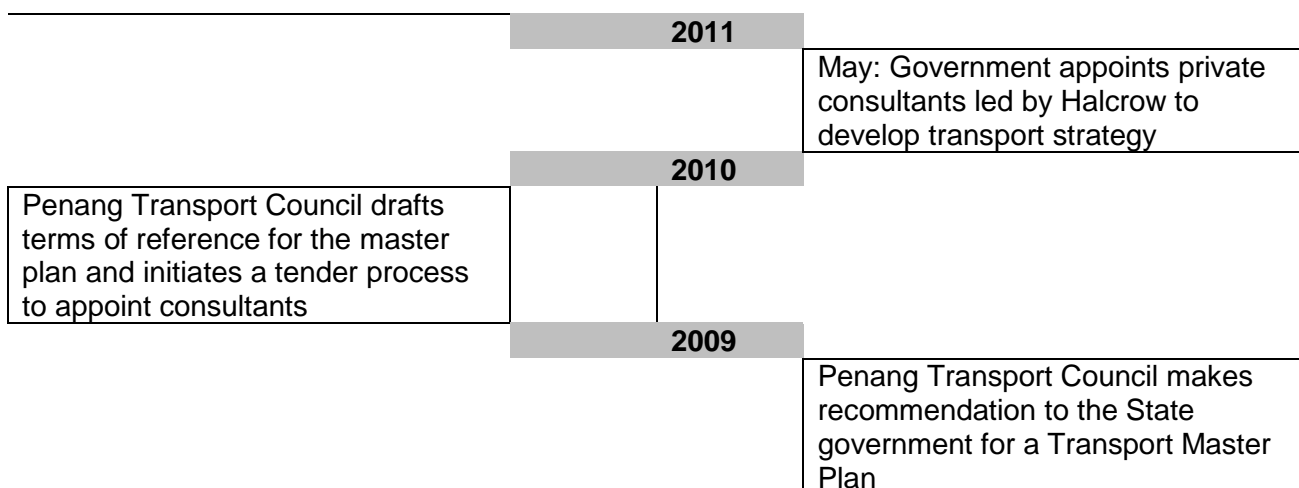 2011
May: Government appoints private
consultants led by Halcrow to
develop transport strategy
2010
Penang Transport Council drafts
terms of reference for the master
plan and initiates a tender process
to appoint consultants
2009
Penang Transport Council makes
recommendation to the State
government for a Transport Master
Plan